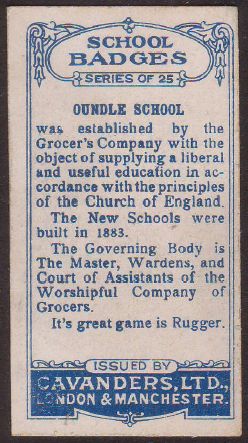 SCHOOL
BADGES
SERIES OF 25
OUNDLE SCHOOL
was established by the
Grocer's Company with the
object of supplying a liberal
and useful education in ac-
cordance with the principles
of the Church of England.
The New Schools were
built in 1883.
The Governing Body is
The Master, Wardens, and
Court of Assistants of the
Worshipful Company of
Grocers.
It's great game is Rugger.
ISSUED BY
CAVANDERS, LTD.,
LONDON & MANCHESTER.